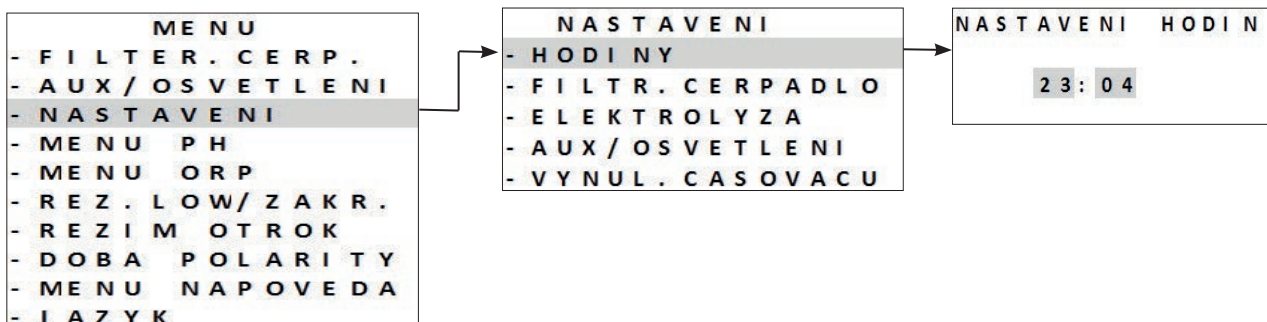 MENU
- FILTER. CERP.
- AUX/OSVETLENI
- NASTAVENI
- MENU PH
- MENU ORP
- REZ. LOW/ZAKR.
- REZIM OTROK
- DOBA POLARITY
- MENU NAPOVEDA
- JAZYK
NASTAVENI
- HODINY
- FILTR. CERPADLO
- ELEKTROLYZA
- AUX/OSVETLENI
- VYNUL. CASOVACU
NASTAVENI HODIN
23:04